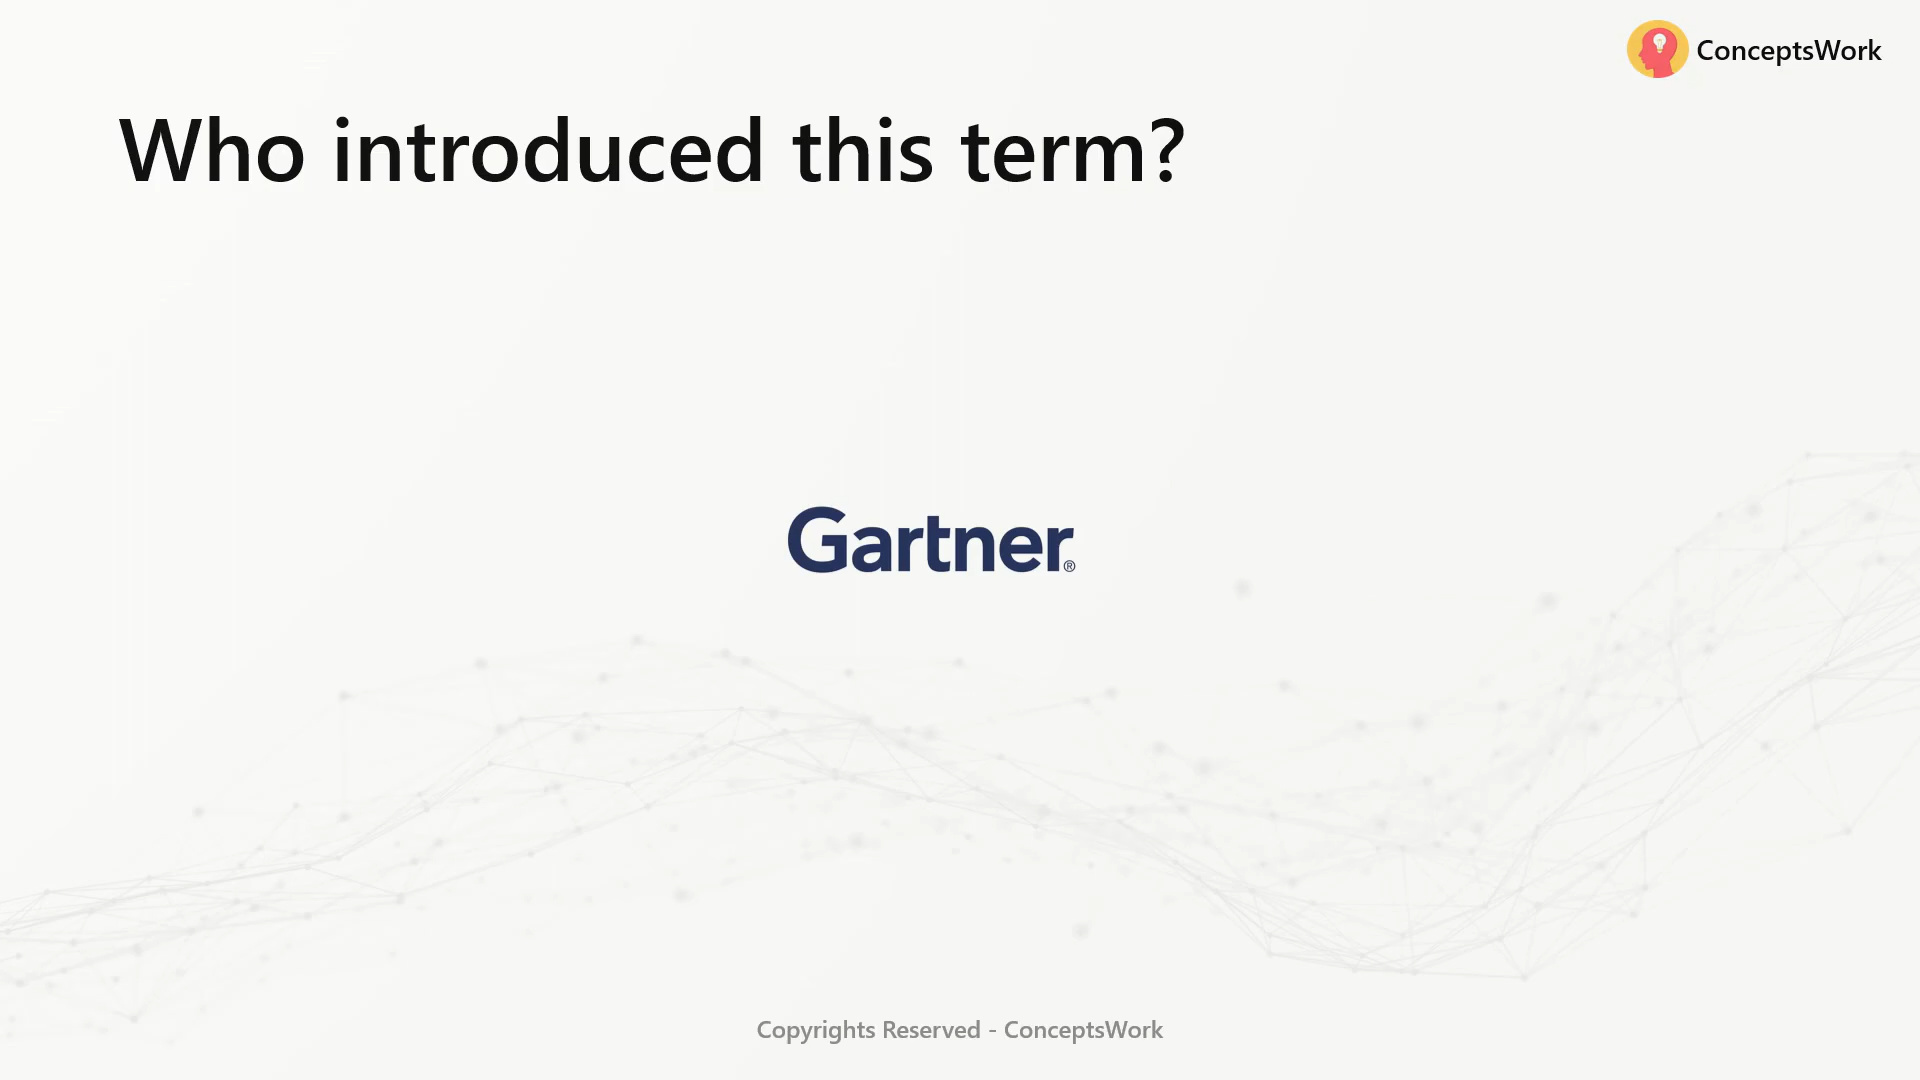 ConceptsWork
Who introduced this term?
Gartner®
Copyrights Reserved - ConceptsWork